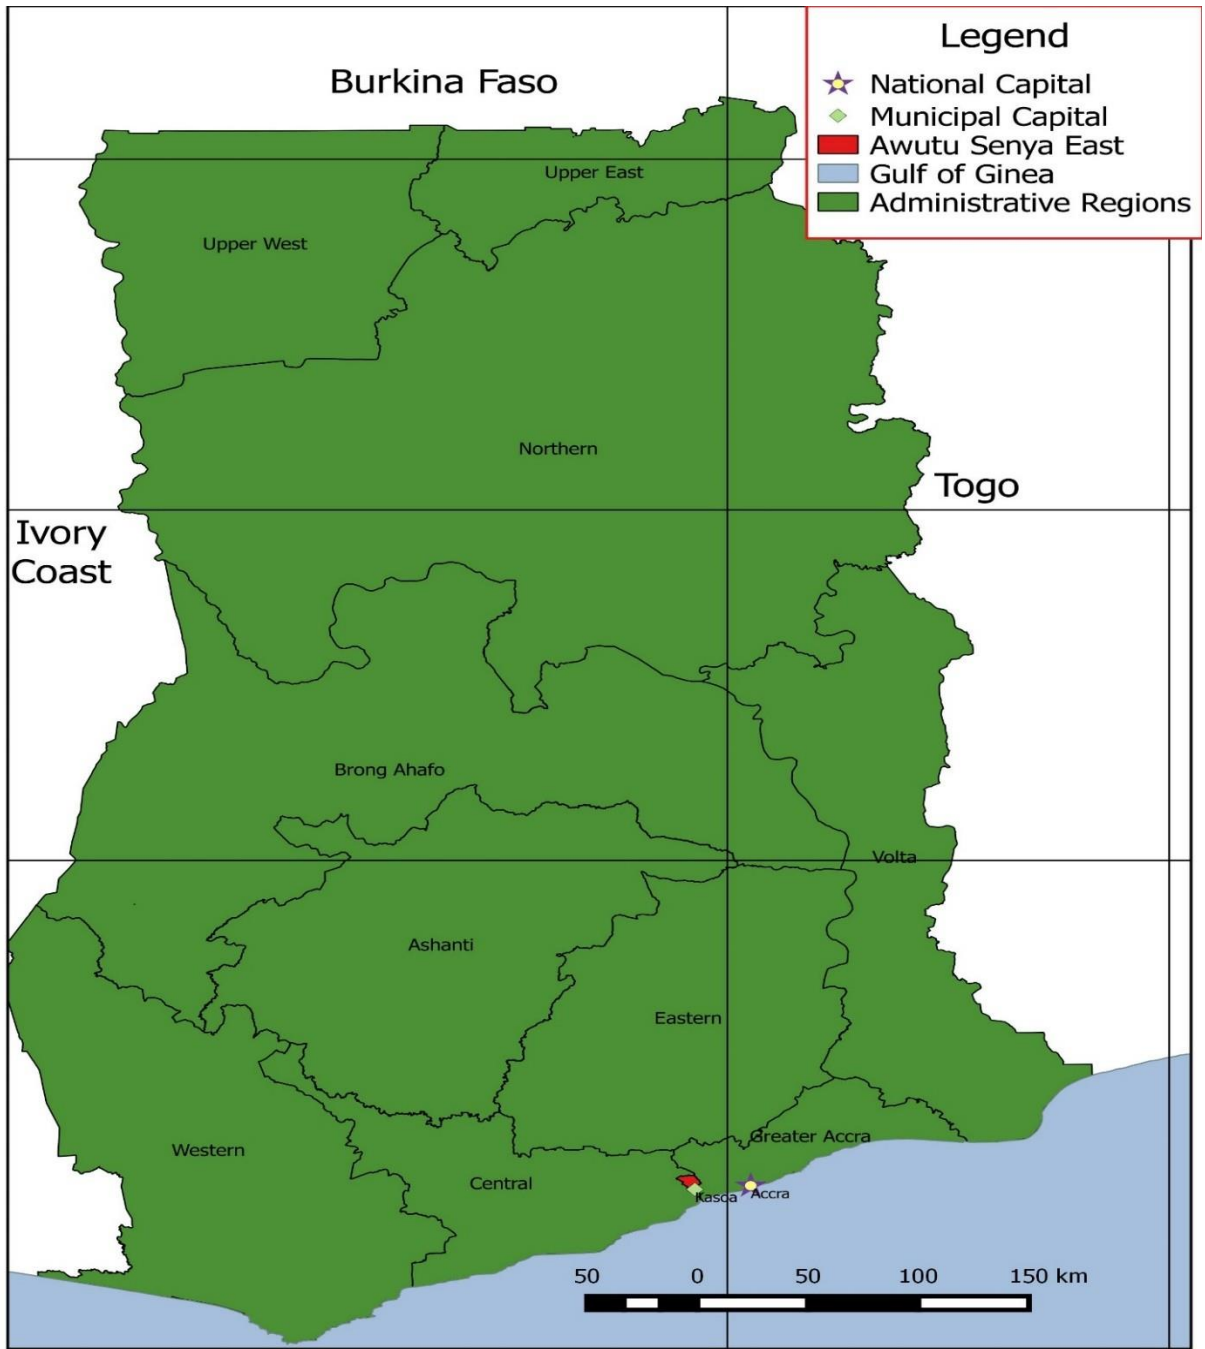 Legend
National Capital
Municipal Capital
Awutu Senya East
Gulf of Ginea
Administrative Regions
Burkina Faso
Upper East
Upper West
Northern
Togo
Ivory
Coast
Brong Ahafo
Volta
Ashanti
Eastern
Greater Accra
Western
Central
Kasoa
Accra
50 0 50 100 150 km